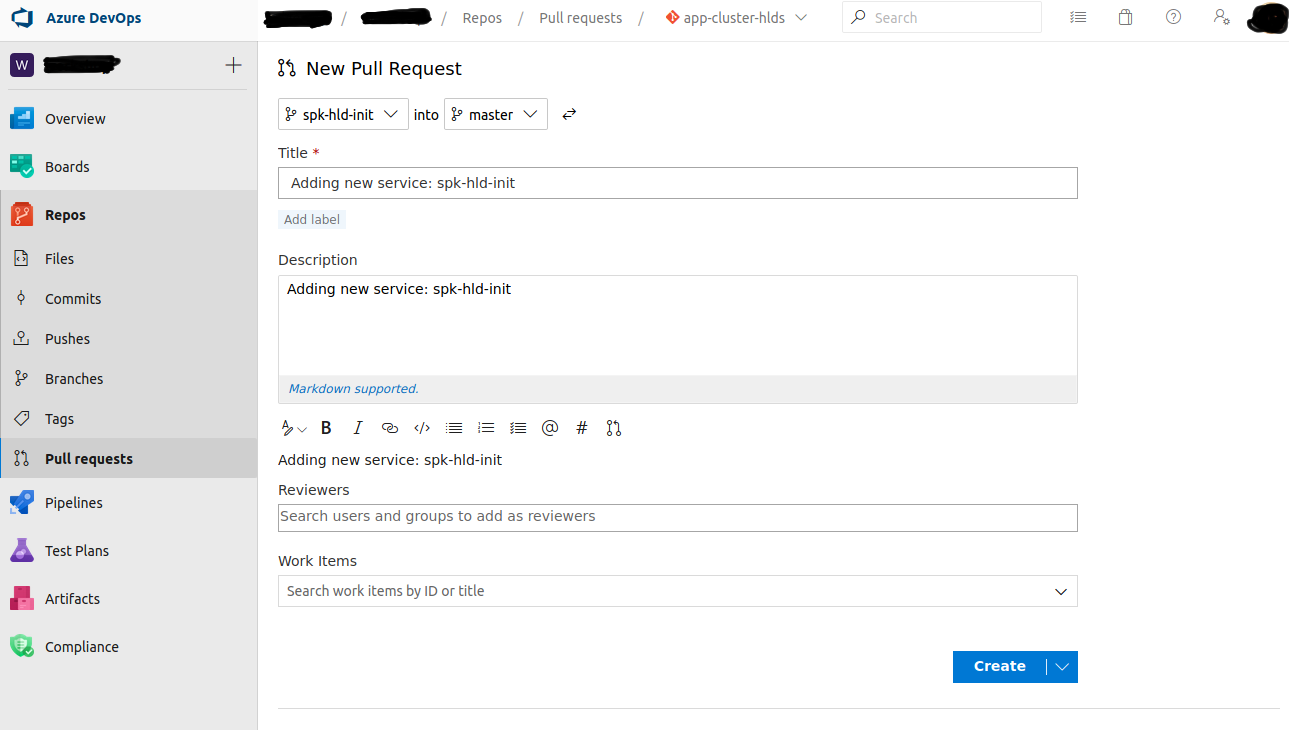 Azure DevOps
/ / Repos / Pull requests / app-cluster-hlds
Search
W
Overview
Boards
Repos
Files
Commits
Pushes
Branches
Tags
Pull requests
Pipelines
Test Plans
Artifacts
Compliance
New Pull Request
spk-hld-init into master
Title *
Adding new service: spk-hld-init
Add label
Description
Adding new service: spk-hld-init
Markdown supported.
B I </> @ #
Adding new service: spk-hld-init
Reviewers
Search users and groups to add as reviewers
Work Items
Search work items by ID or title
Create